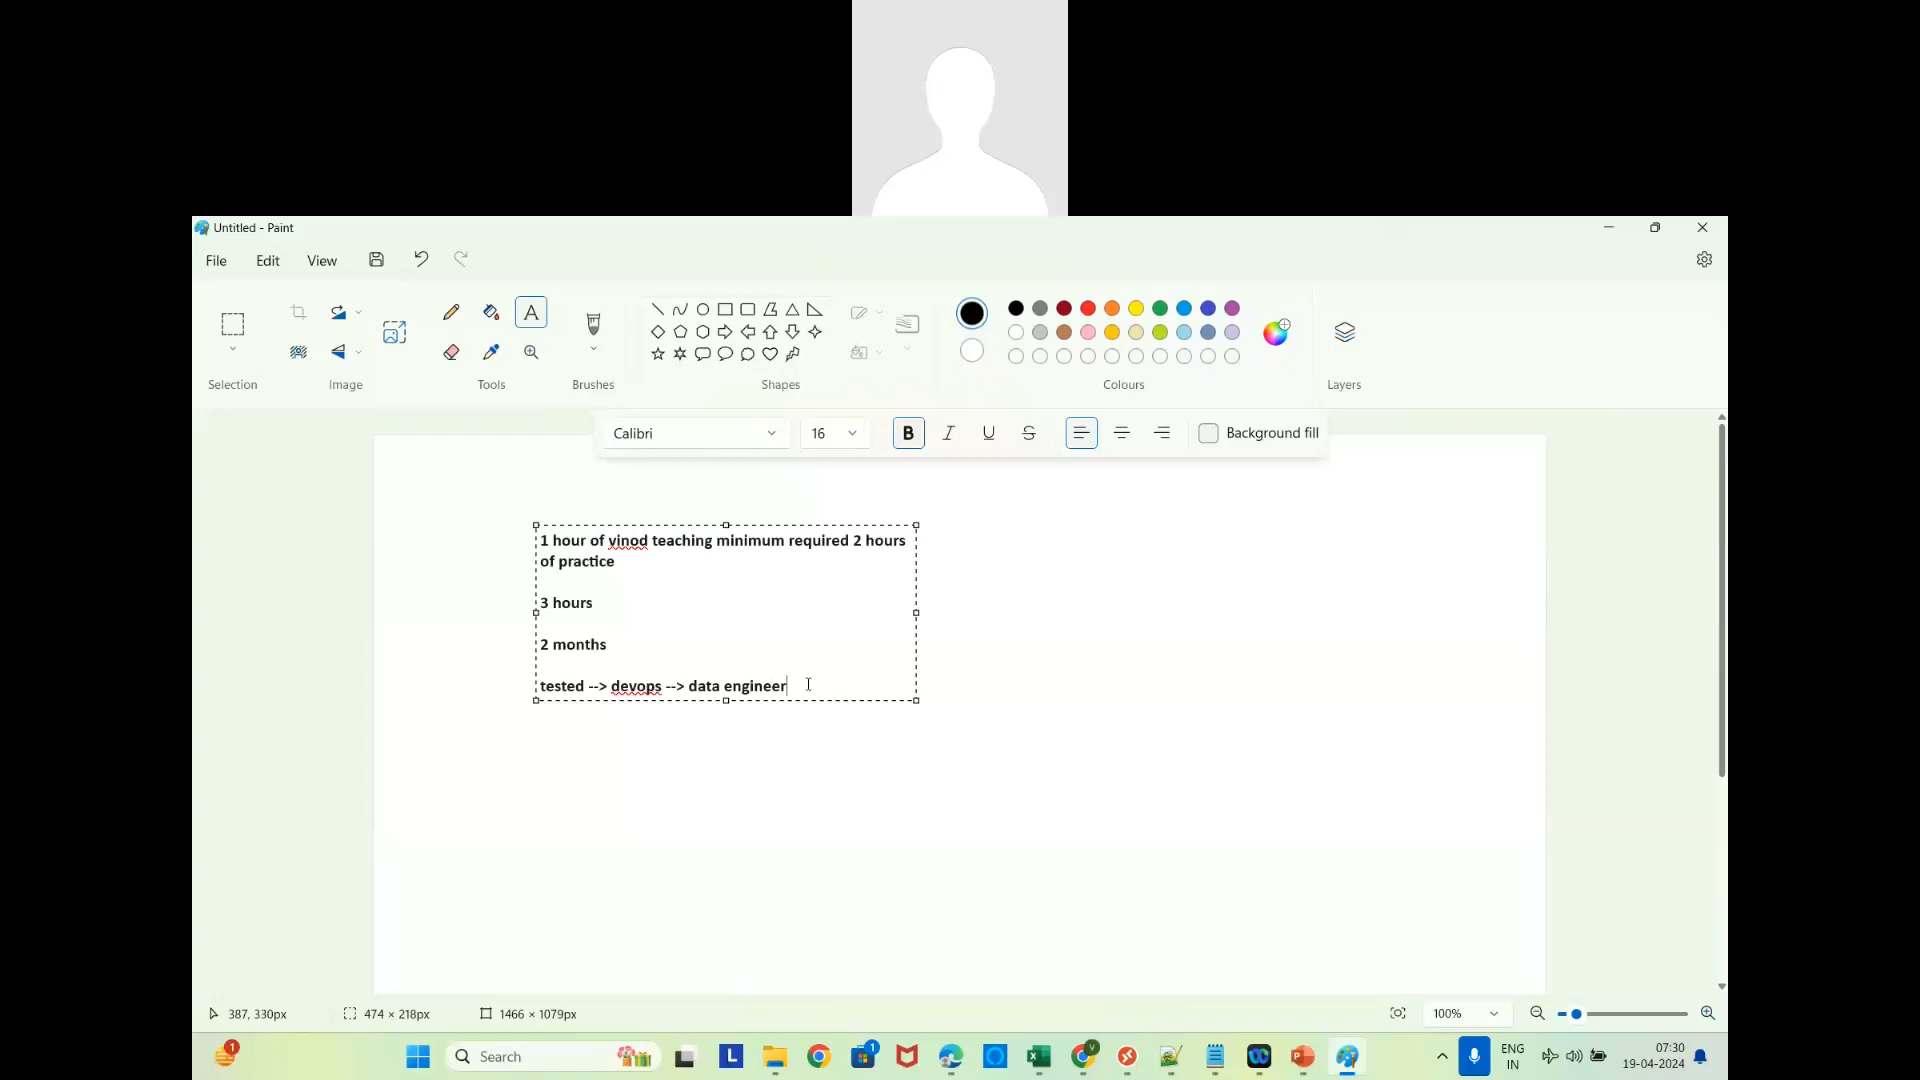 Untitled - Paint
File Edit View
Selection Image Tools Brushes Shapes Colours Layers
Calibri 16 B I U S Background fill
1 hour of vinod teaching minimum required 2 hours
of practice
3 hours
2 months
tested --> devops --> data engineer
387, 330px 474 × 218px 1466 × 1079px 100%
1 Search L 1 V P ENG 07:30
IN 19-04-2024